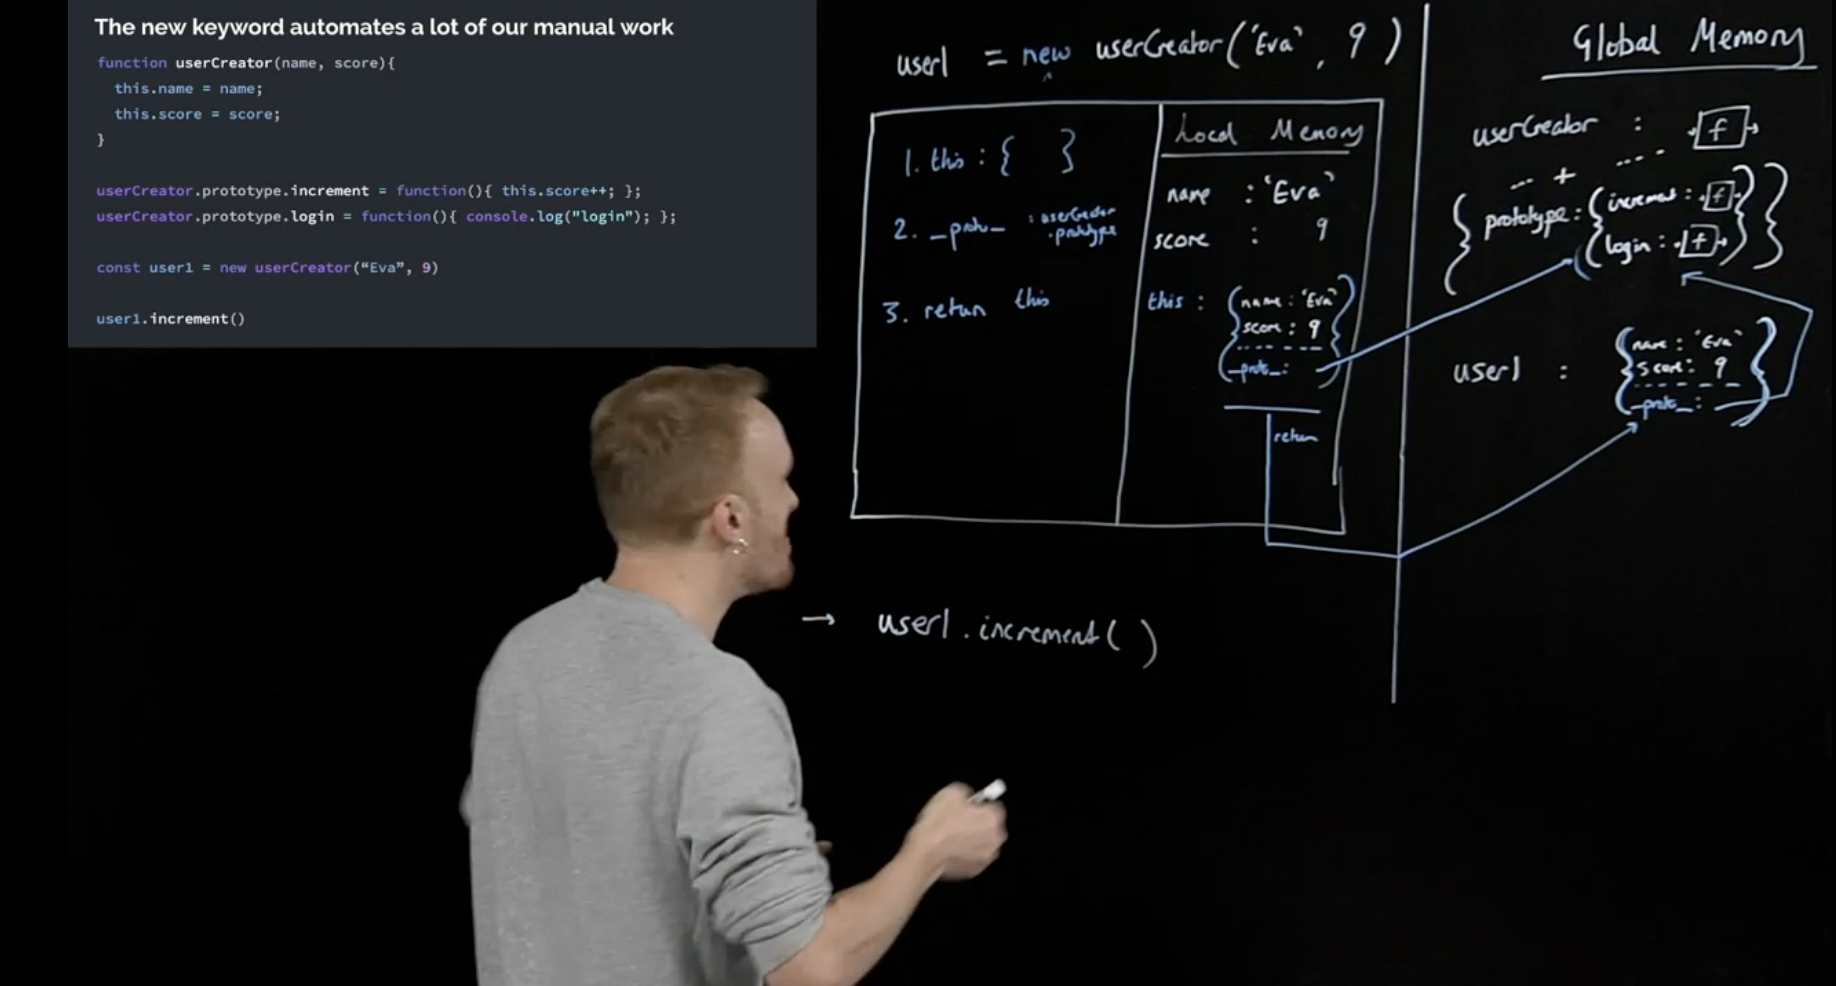 The new keyword automates a lot of our manual work
function userCreator(name, score){
this.name = name;
this.score = score;
}
userCreator.prototype.increment = function(){ this.score++; };
userCreator.prototype.login = function(){ console.log("login"); };
const user1 = new userCreator(“Eva”, 9)
user1.increment()
user1 = new userCreator('Eva', 9)
1. this : { }
2. __proto__ : userCreator
.prototype
3. return this
Local Memory
name : 'Eva'
score : 9
this : { name : 'Eva'
score : 9
__proto__ : }
return
→ user1.increment( )
Global Memory
userCreator : f
+
{ prototype : { increment : f
login : f } }
user1 : { name : 'Eva'
score : 9
__proto__ : }